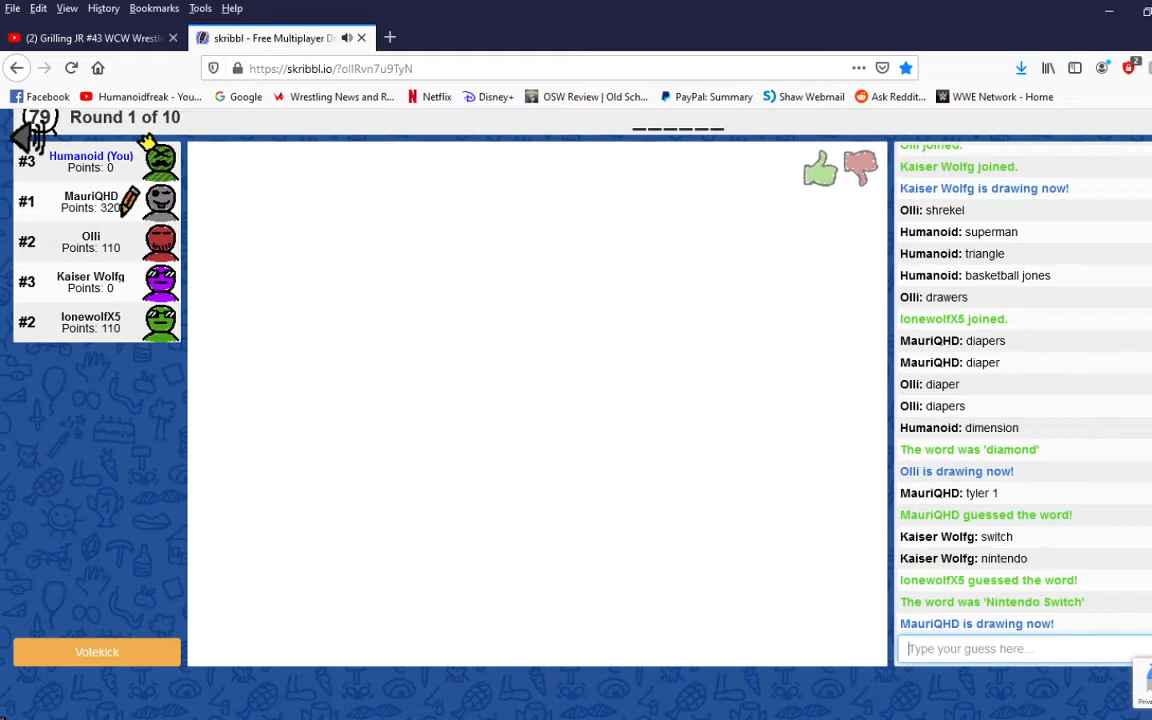 File Edit View History Bookmarks Tools Help
(2) Grilling JR #43 WCW Wrestl
skribbl - Free Multiplayer Dr
https://skribbl.io/?olIRvn7u9TyN
2
Facebook Humanoidfreak - You... Google Wrestling News and R... Netflix Disney+ OSW Review | Old Sch... PayPal: Summary Shaw Webmail Ask Reddit... WWE Network - Home
79 Round 1 of 10 ______
#3 Humanoid (You)
Points: 0
#1 MauriQHD
Points: 320
#2 Olli
Points: 110
#3 Kaiser Wolfg
Points: 0
#2 lonewolfX5
Points: 110
Votekick
Olli joined.
Kaiser Wolfg joined.
Kaiser Wolfg is drawing now!
Olli: shrekel
Humanoid: superman
Humanoid: triangle
Humanoid: basketball jones
Olli: drawers
lonewolfX5 joined.
MauriQHD: diapers
MauriQHD: diaper
Olli: diaper
Olli: diapers
Humanoid: dimension
The word was 'diamond'
Olli is drawing now!
MauriQHD: tyler 1
MauriQHD guessed the word!
Kaiser Wolfg: switch
Kaiser Wolfg: nintendo
lonewolfX5 guessed the word!
The word was 'Nintendo Switch'
MauriQHD is drawing now!
Type your guess here...